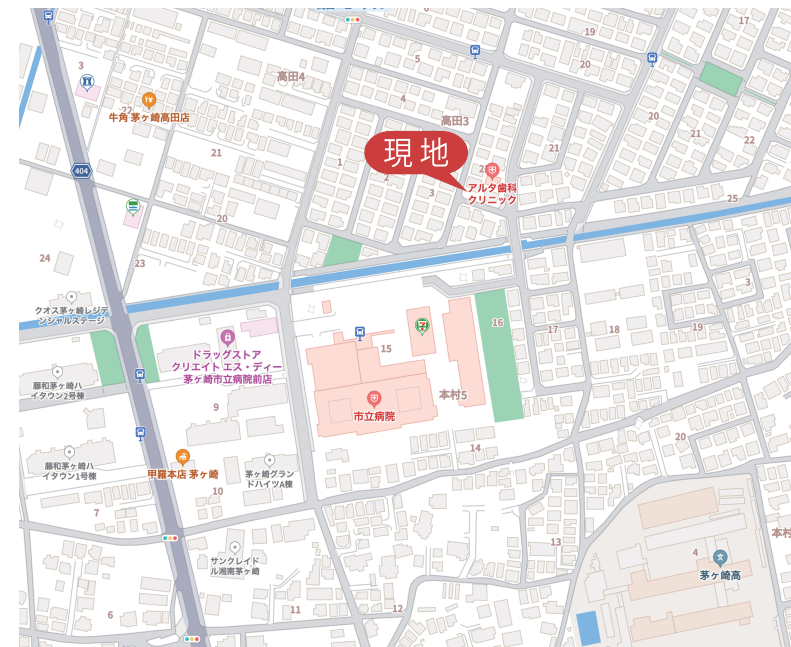 17
3
19
5
高田4
20
22
牛角 茅ヶ崎高田店
4
高田3
20
21
22
現地
404
21
1
2
3
21
アルタ歯科
クリニック
25
20
24
23
クオス茅ヶ崎レジデ
ンシャルステージ
3
16
17
18
19
15
ドラッグストア
クリエイト エス・ディー
茅ヶ崎市立病院前店
藤和茅ヶ崎ハ
イタウン2号棟
本村5
9
市立病院
20
14
藤和茅ヶ崎ハ
イタウン1号棟
甲羅本店 茅ヶ崎
茅ヶ崎グラン
ドハイツA棟
10
7
本村
13
4
サンクレイド
ル湘南茅ヶ崎
茅ヶ崎高
6
11
12